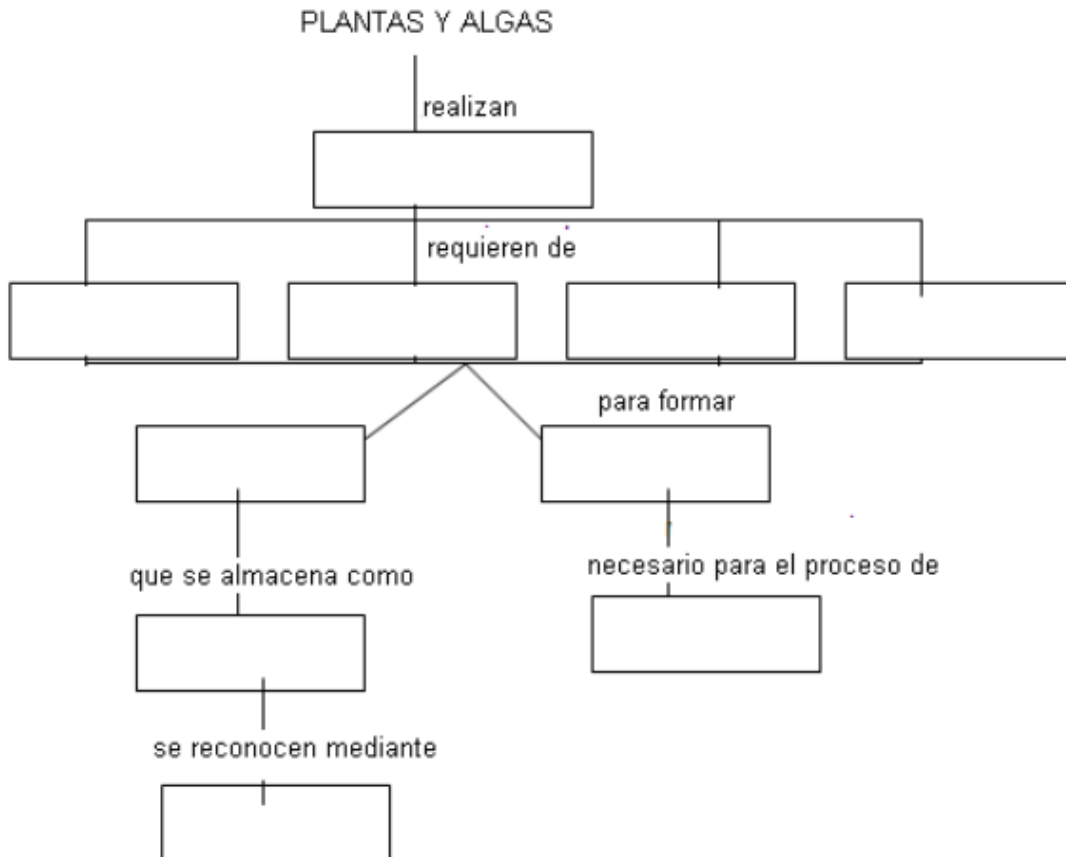 PLANTAS Y ALGAS
realizan
requieren de
para formar
que se almacena como
necesario para el proceso de
se reconocen mediante